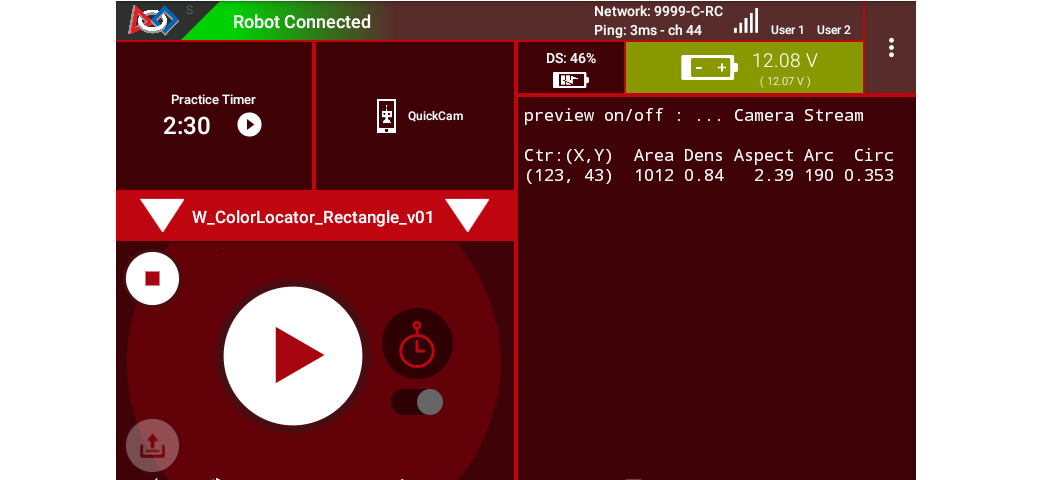 S
Robot Connected
Network: 9999-C-RC
Ping: 3ms - ch 44
User 1 User 2
Practice Timer
2:30
QuickCam
DS: 46%
12.08 V
( 12.07 V )
W_ColorLocator_Rectangle_v01
preview on/off : ... Camera Stream
Ctr:(X,Y) Area Dens Aspect Arc Circ
(123, 43) 1012 0.84 2.39 190 0.353